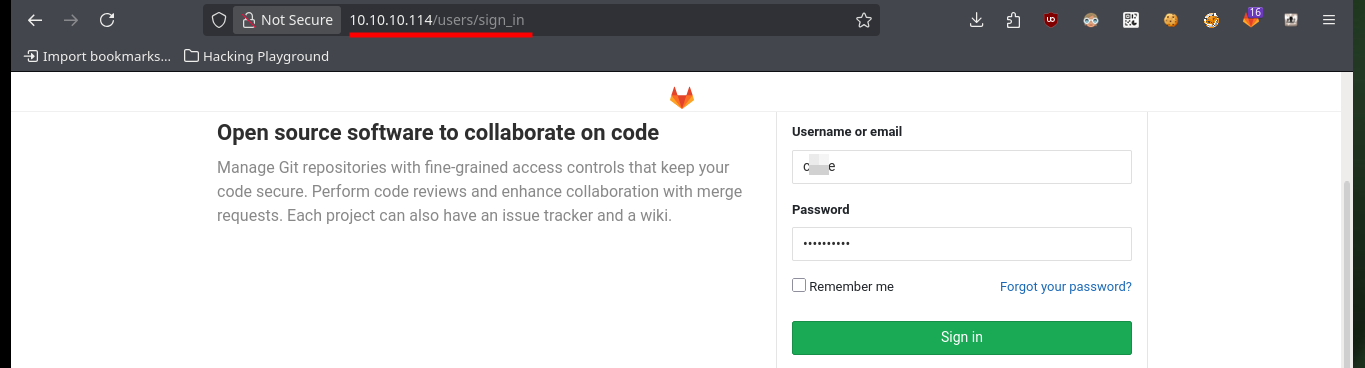 Not Secure 10.10.10.114/users/sign_in 16
Import bookmarks... Hacking Playground
Open source software to collaborate on code
Manage Git repositories with fine-grained access controls that keep your
code secure. Perform code reviews and enhance collaboration with merge
requests. Each project can also have an issue tracker and a wiki.
Username or email
Password
••••••••••
Remember me Forgot your password?
Sign in